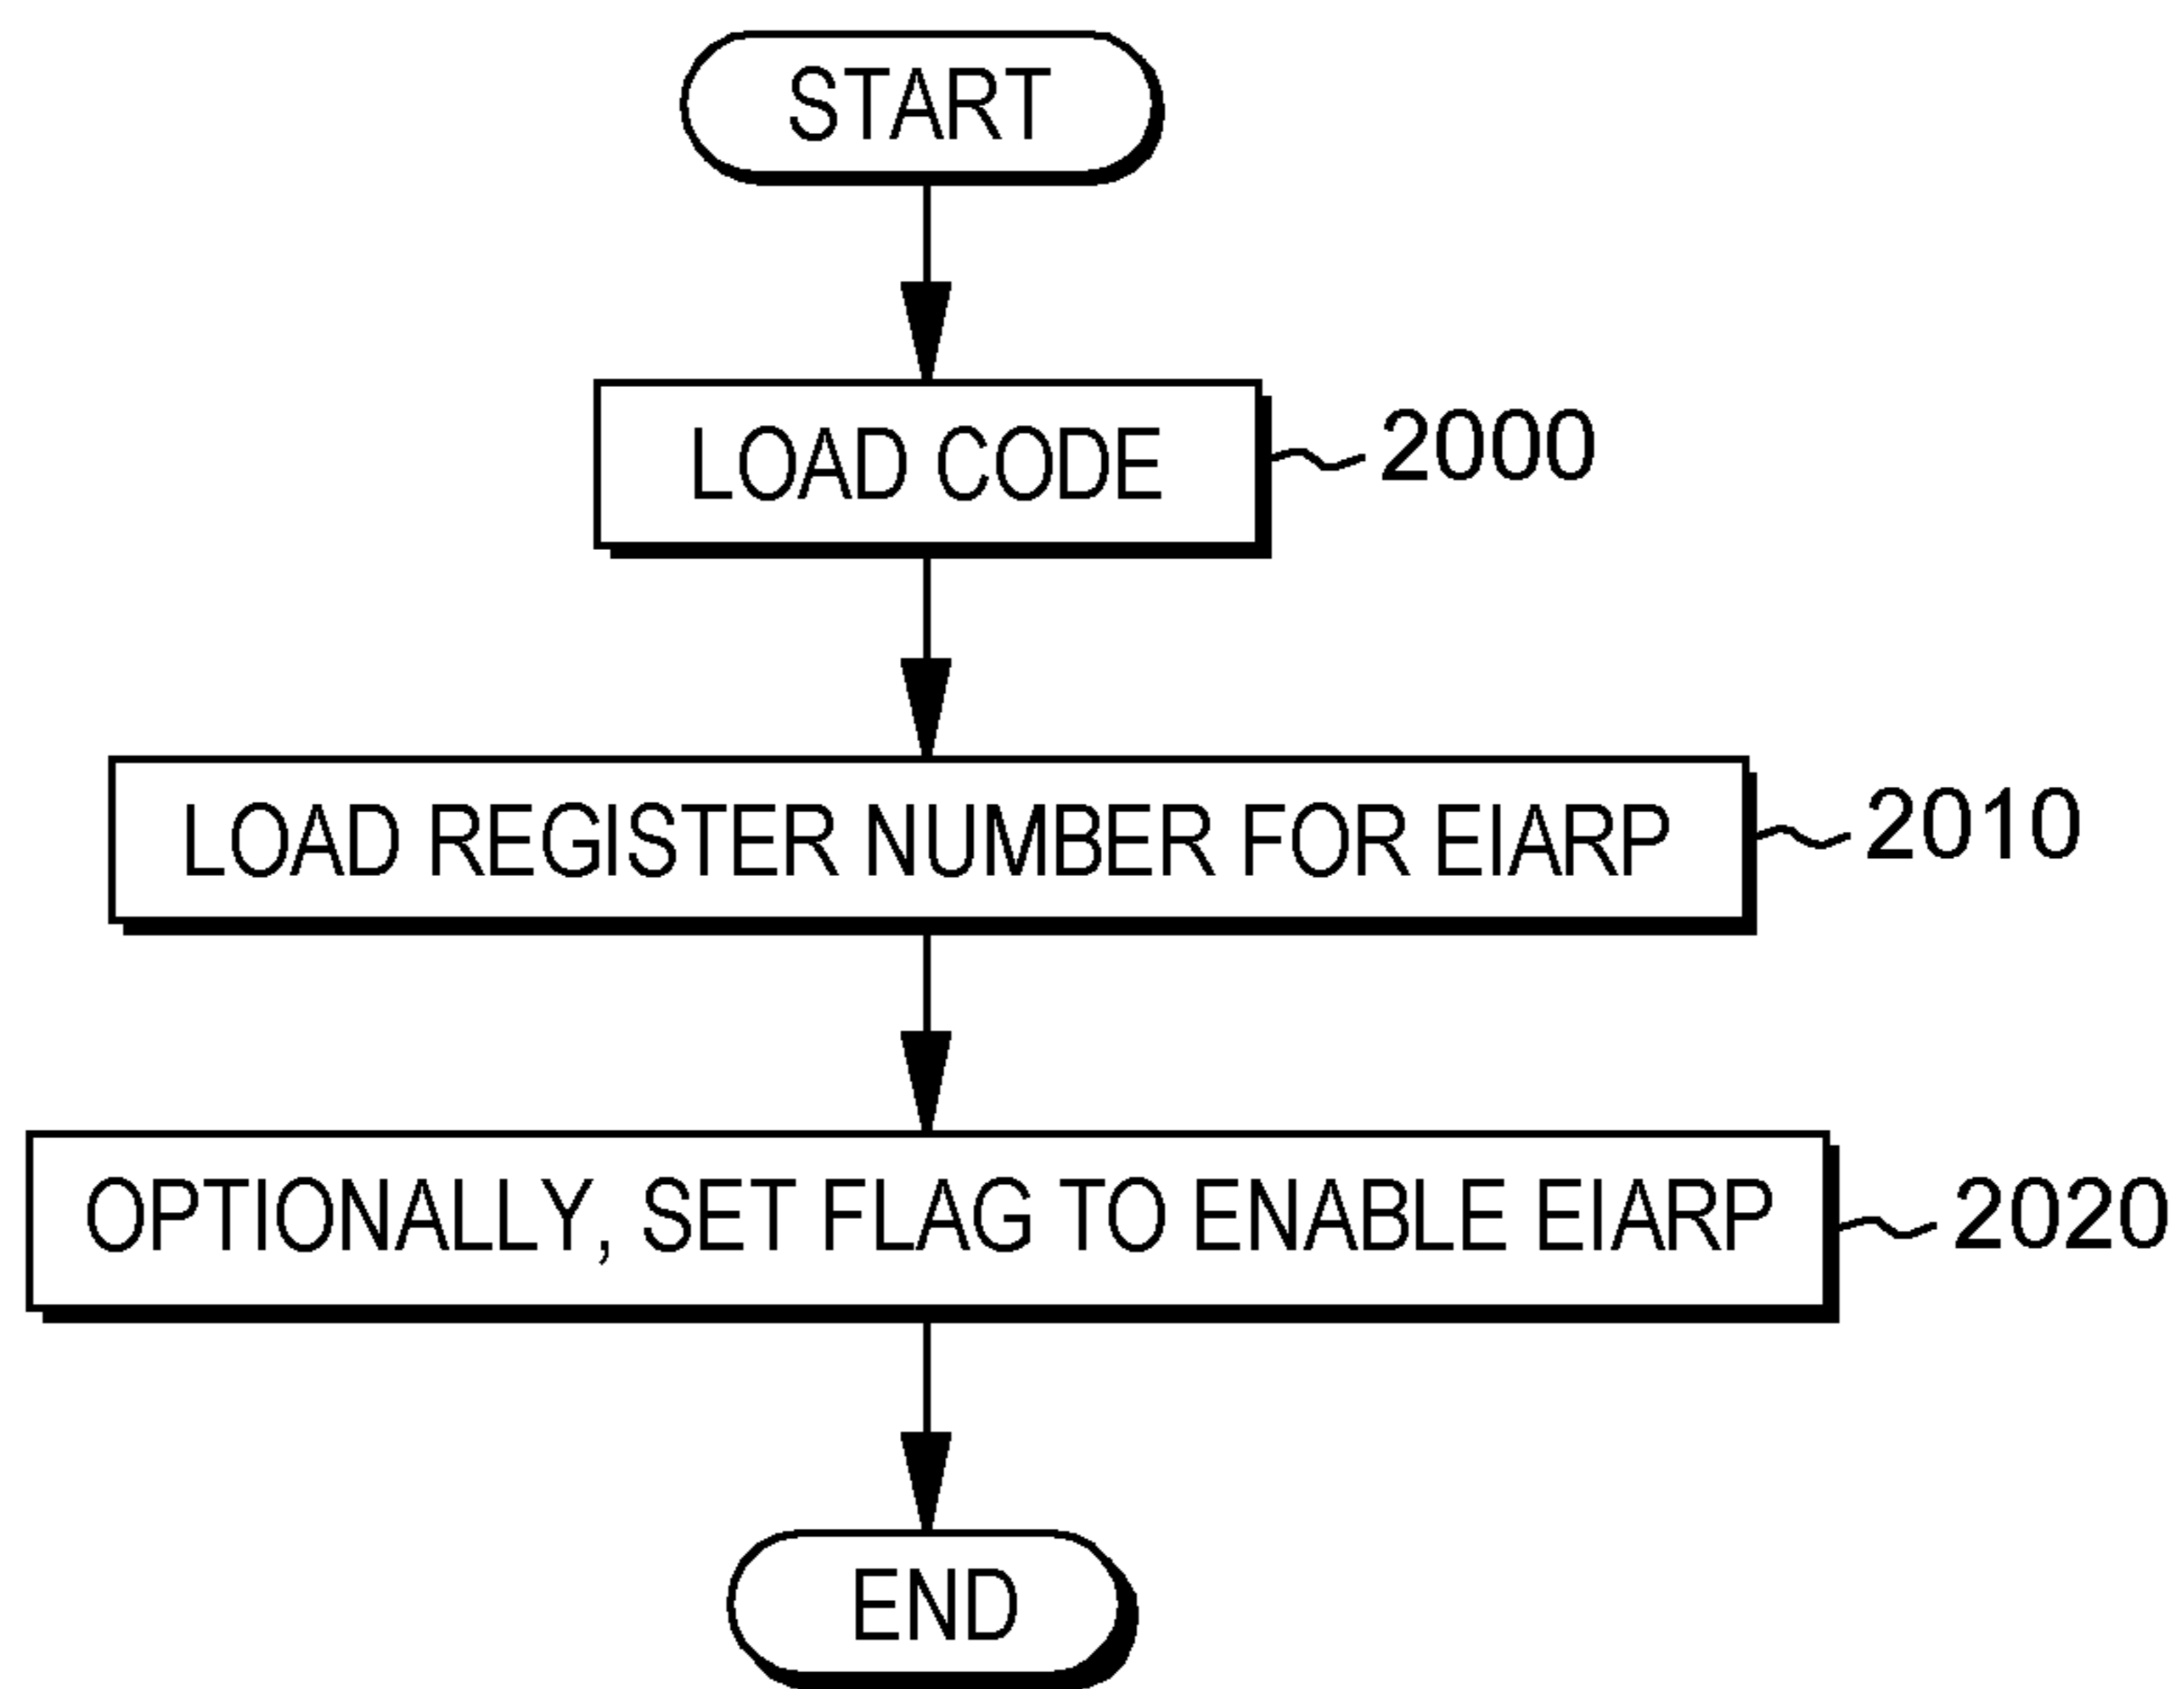 START
LOAD CODE
2000
LOAD REGISTER NUMBER FOR EIARP
2010
OPTIONALLY, SET FLAG TO ENABLE EIARP
2020
END